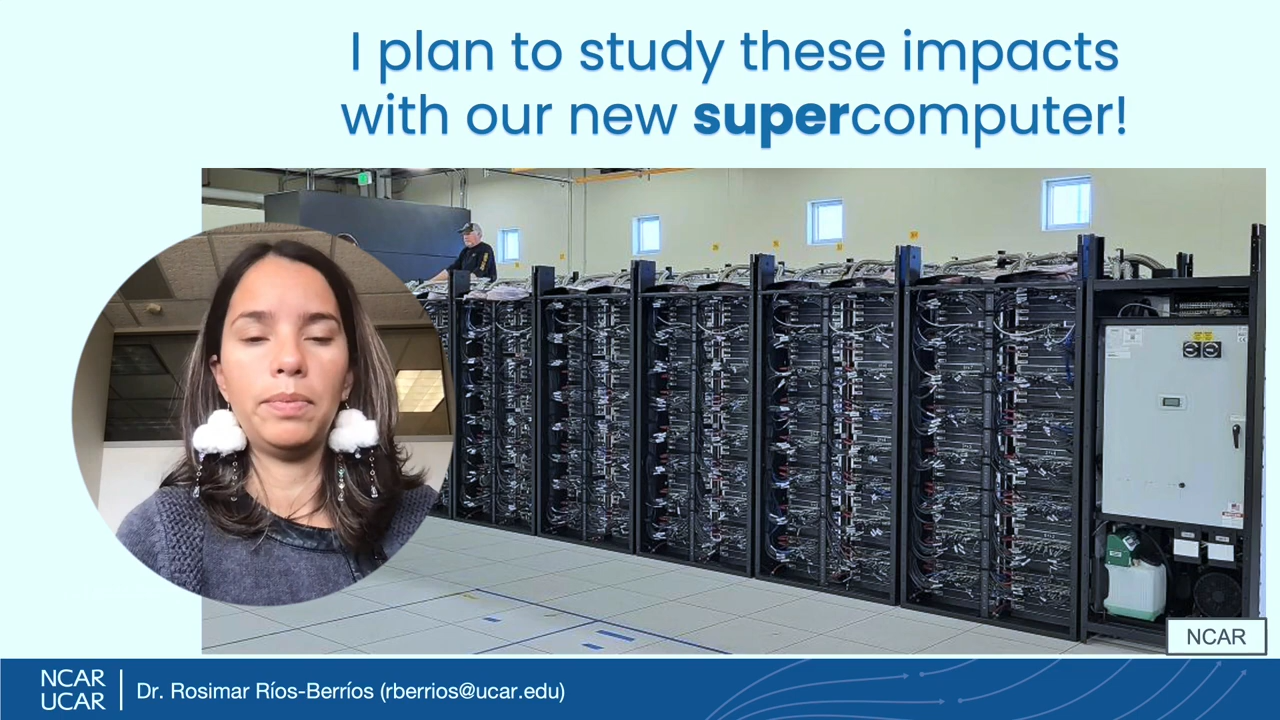 I plan to study these impacts
with our new supercomputer!
NCAR
NCAR
UCAR
Dr. Rosimar Ríos-Berríos (rberrios@ucar.edu)